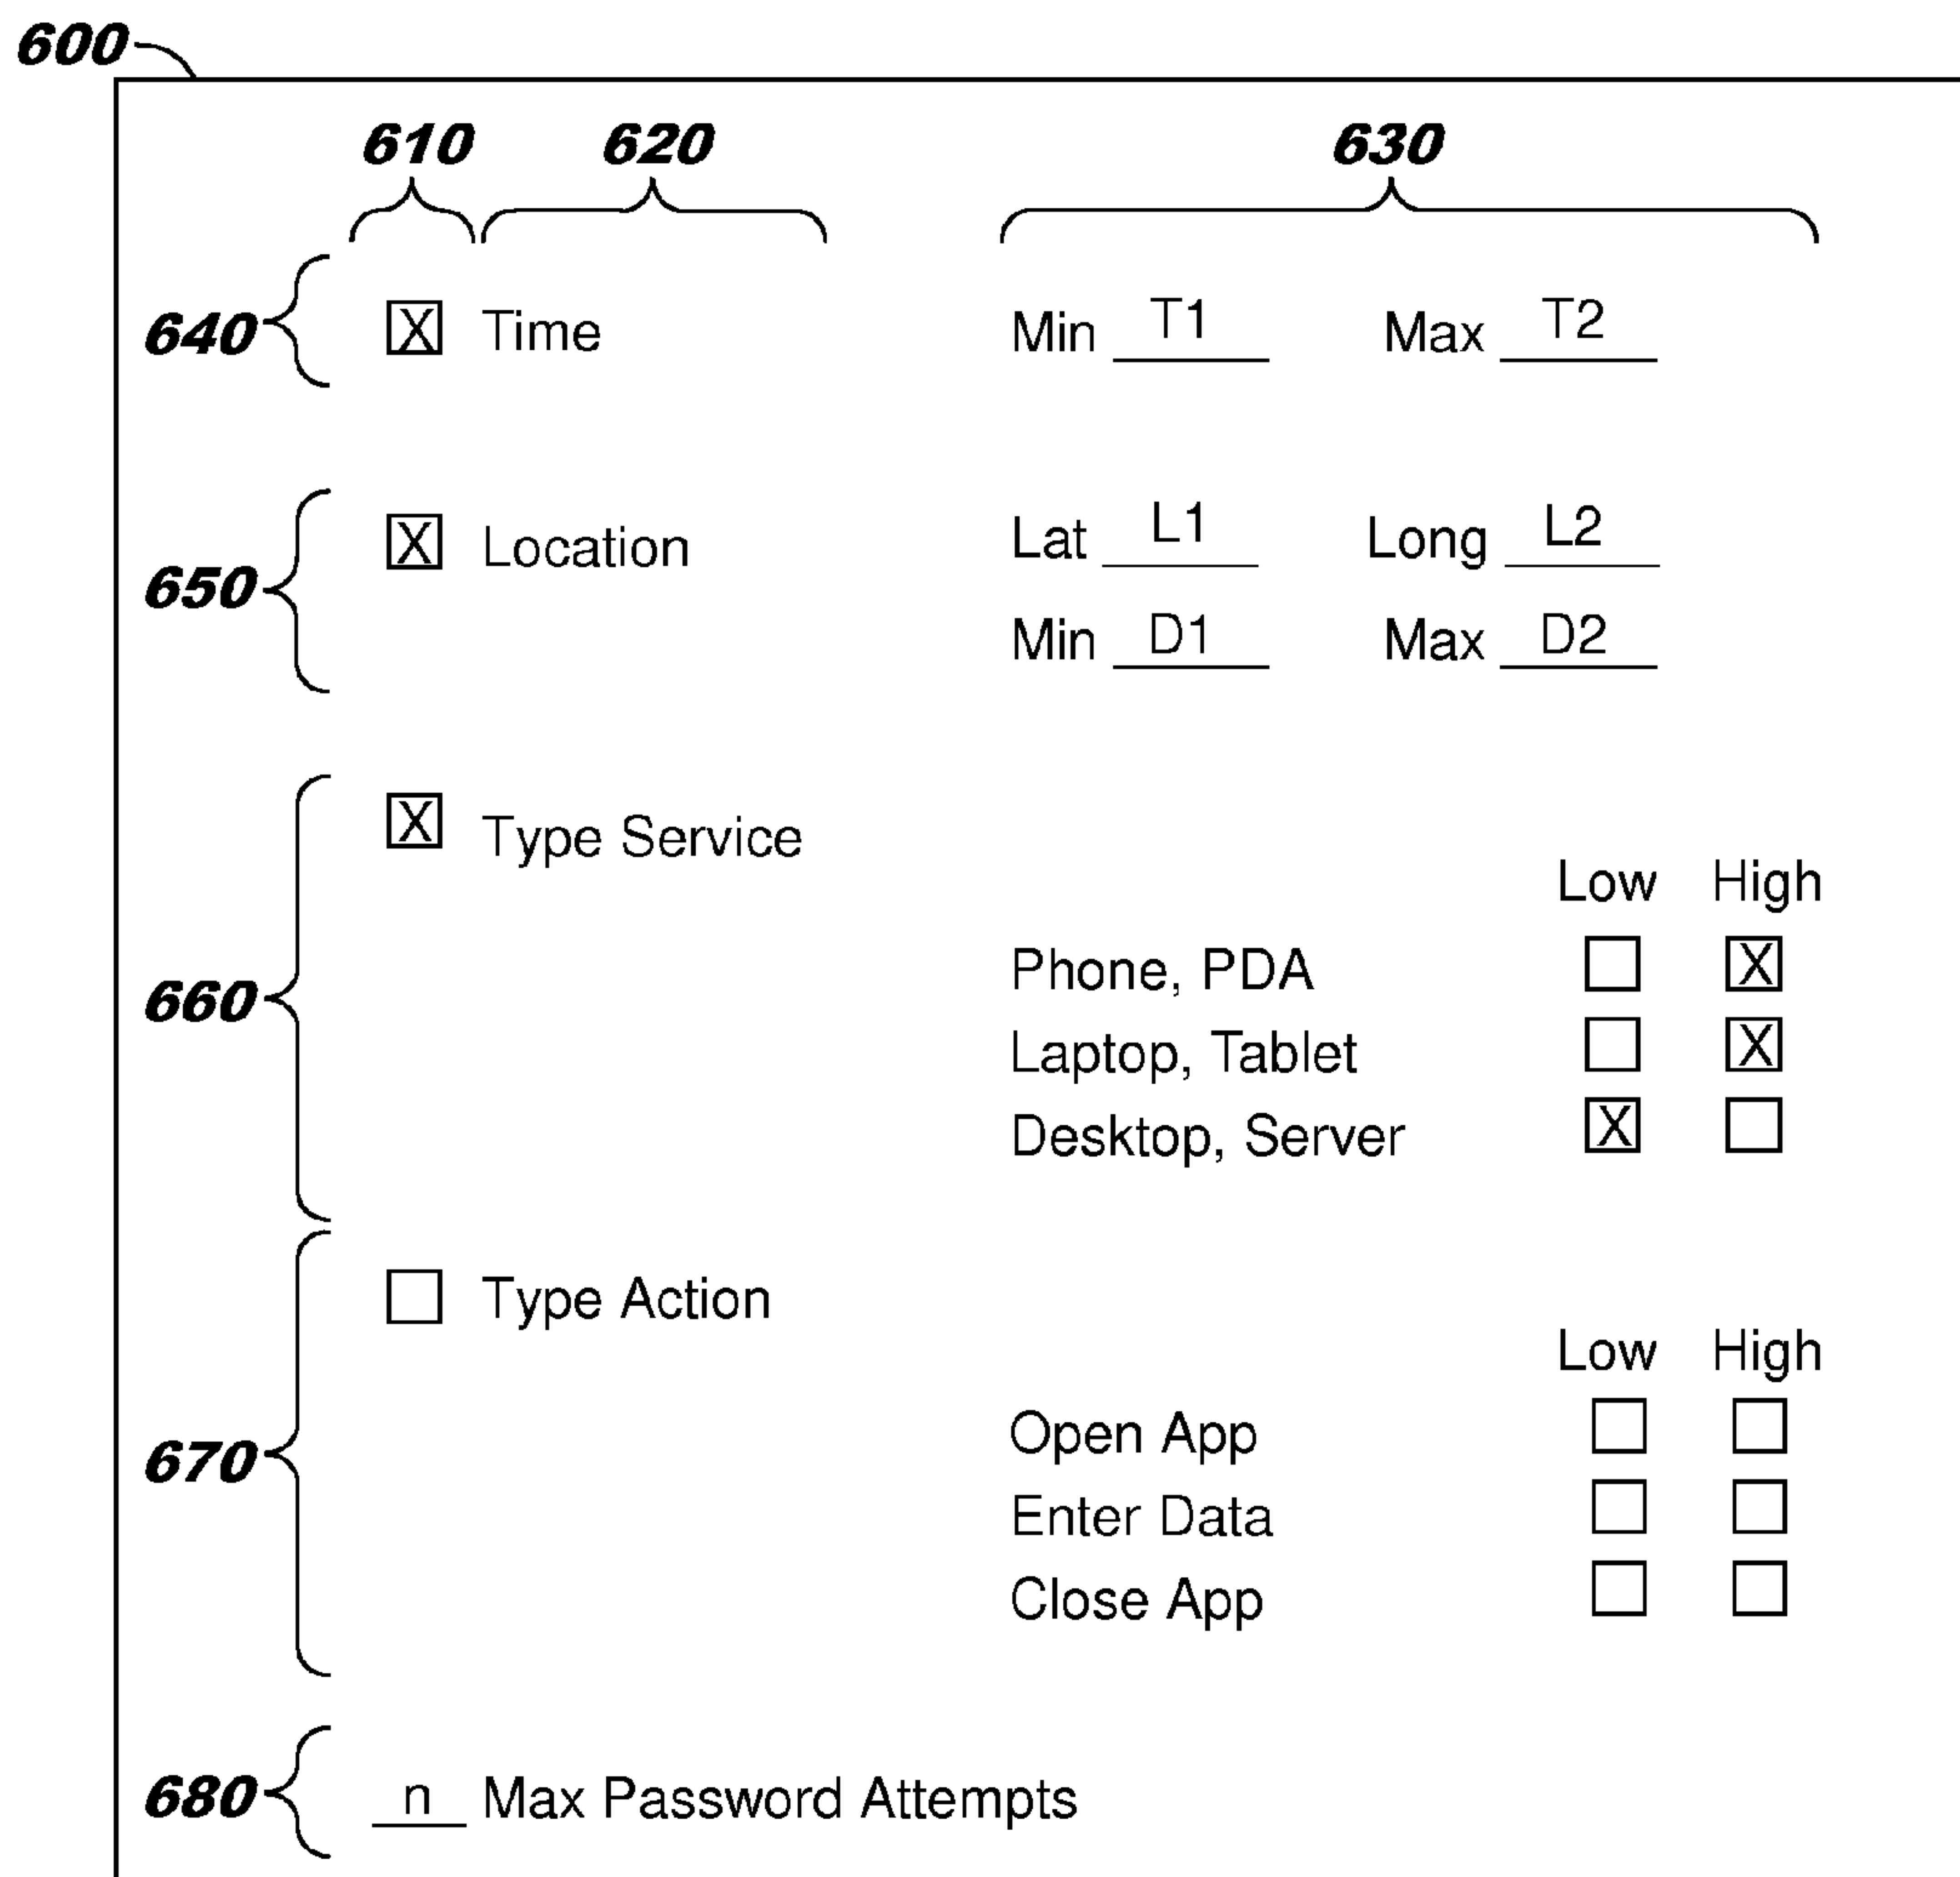 600
610 620 630
640 X Time Min T1 Max T2
650 X Location Lat L1 Long L2
Min D1 Max D2
660 X Type Service
Low High
Phone, PDA X
Laptop, Tablet X
Desktop, Server X
670 Type Action
Low High
Open App
Enter Data
Close App
680 n Max Password Attempts